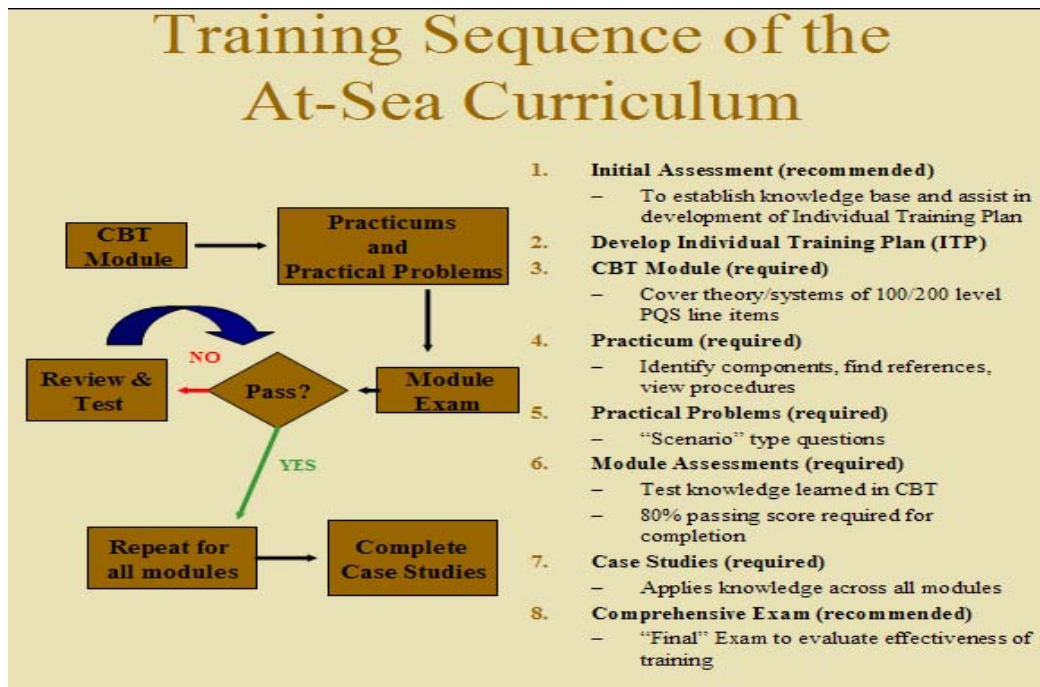 Training Sequence of the
At-Sea Curriculum
CBT
Module
Practicums
and
Practical Problems
NO
Review &
Test
Pass?
Module
Exam
YES
Repeat for
all modules
Complete
Case Studies
1. Initial Assessment (recommended)
– To establish knowledge base and assist in
development of Individual Training Plan
2. Develop Individual Training Plan (ITP)
3. CBT Module (required)
– Cover theory/systems of 100/200 level
PQS line items
4. Practicum (required)
– Identify components, find references,
view procedures
5. Practical Problems (required)
– “Scenario” type questions
6. Module Assessments (required)
– Test knowledge learned in CBT
– 80% passing score required for
completion
7. Case Studies (required)
– Applies knowledge across all modules
8. Comprehensive Exam (recommended)
– “Final” Exam to evaluate effectiveness of
training